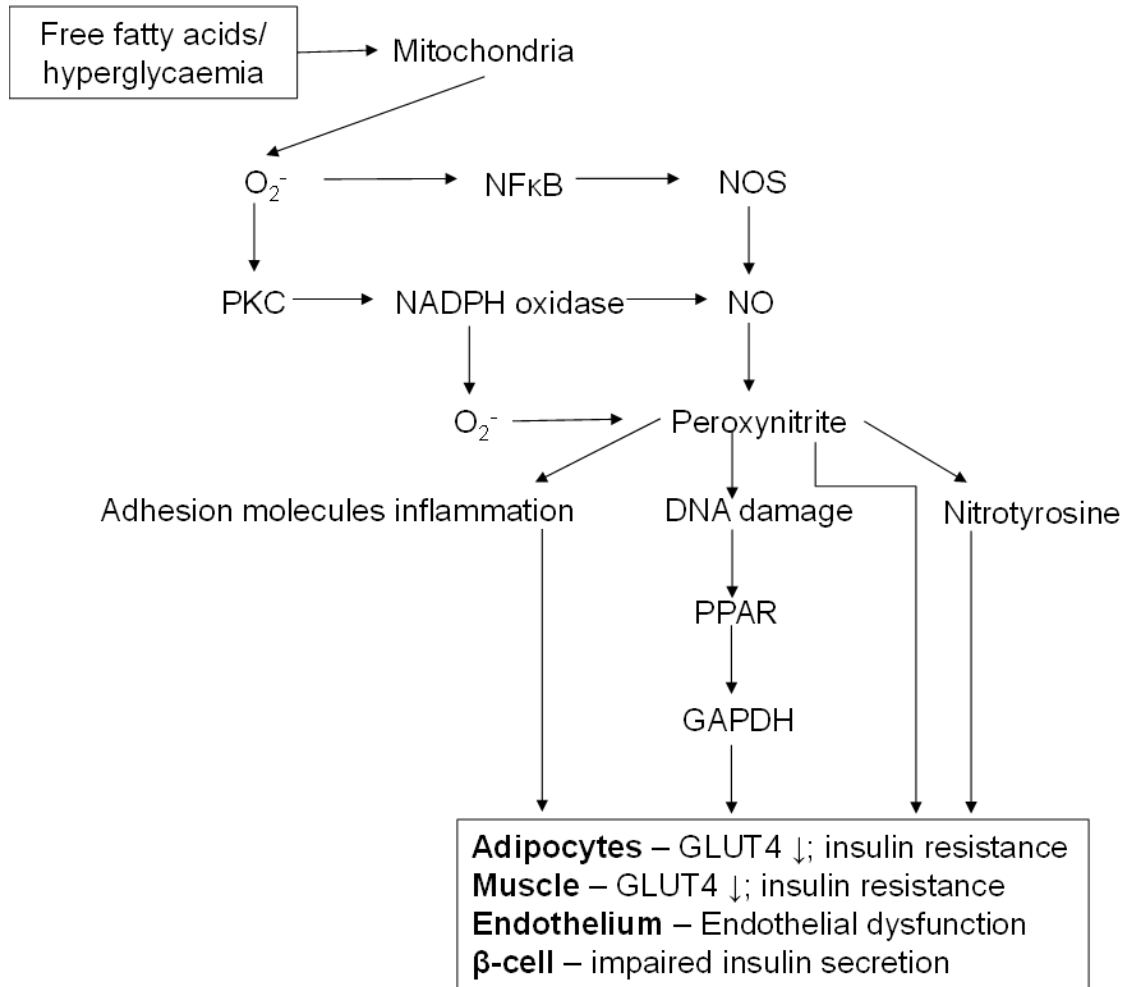 Free fatty acids/
hyperglycaemia
Mitochondria
O₂⁻
NFκB
NOS
PKC
NADPH oxidase
NO
O₂⁻
Peroxynitrite
Adhesion molecules inflammation
DNA damage
Nitrotyrosine
PPAR
GAPDH
Adipocytes – GLUT4 ↓; insulin resistance
Muscle – GLUT4 ↓; insulin resistance
Endothelium – Endothelial dysfunction
β-cell – impaired insulin secretion